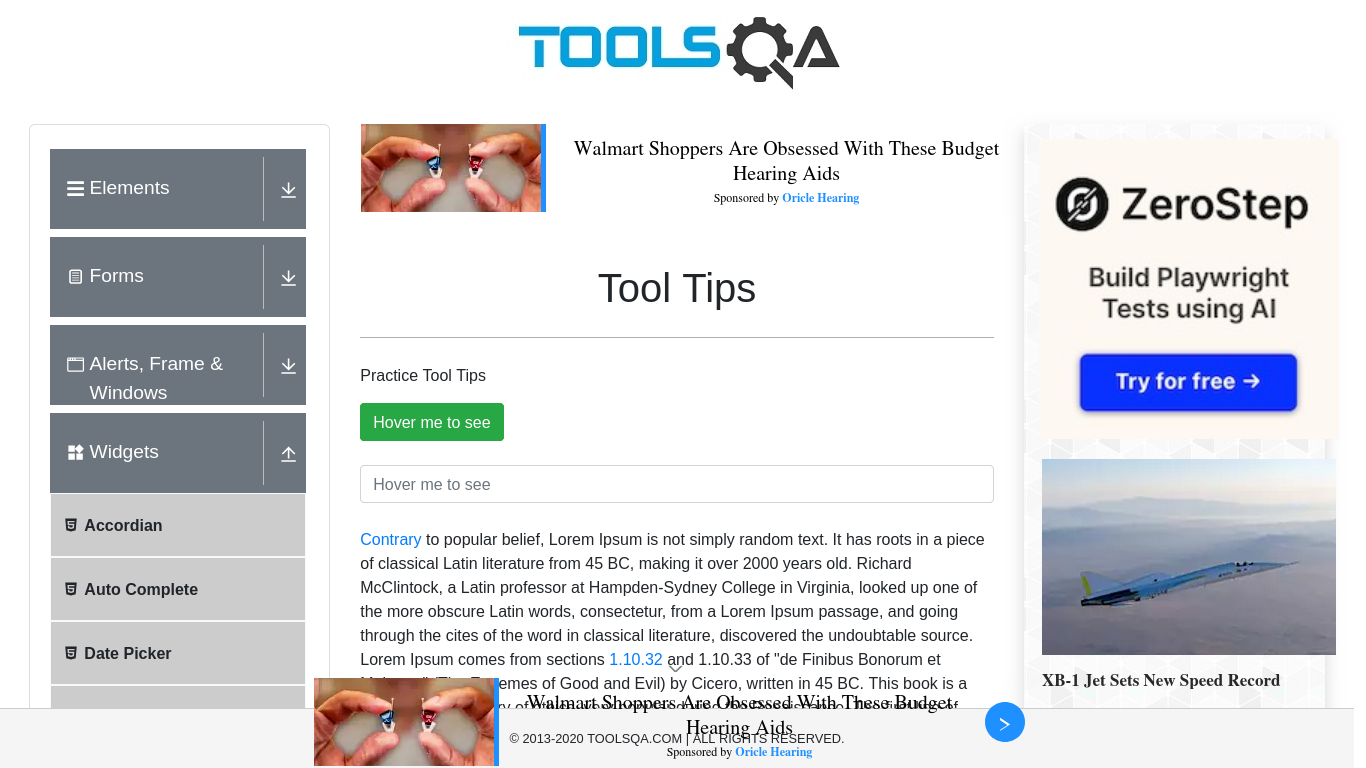 TOOLSQA
Elements
Forms
Alerts, Frame &
Windows
Widgets
Accordian
Auto Complete
Date Picker
Walmart Shoppers Are Obsessed With These Budget
Hearing Aids
Sponsored by Oricle Hearing
Tool Tips
Practice Tool Tips
Hover me to see
Hover me to see
Contrary to popular belief, Lorem Ipsum is not simply random text. It has roots in a piece
of classical Latin literature from 45 BC, making it over 2000 years old. Richard
McClintock, a Latin professor at Hampden-Sydney College in Virginia, looked up one of
the more obscure Latin words, consectetur, from a Lorem Ipsum passage, and going
through the cites of the word in classical literature, discovered the undoubtable source.
Lorem Ipsum comes from sections 1.10.32 and 1.10.33 of "de Finibus Bonorum et
of Good and Evil) by Cicero, written in 45 BC. This book is a
ZeroStep
Build Playwright
Tests using AI
Try for free →
XB-1 Jet Sets New Speed Record
Walmart Shoppers Are Obsessed With These Budget
Hearing Aids
© 2013-2020 TOOLSQA.COM | ALL RIGHTS RESERVED.
Sponsored by Oricle Hearing